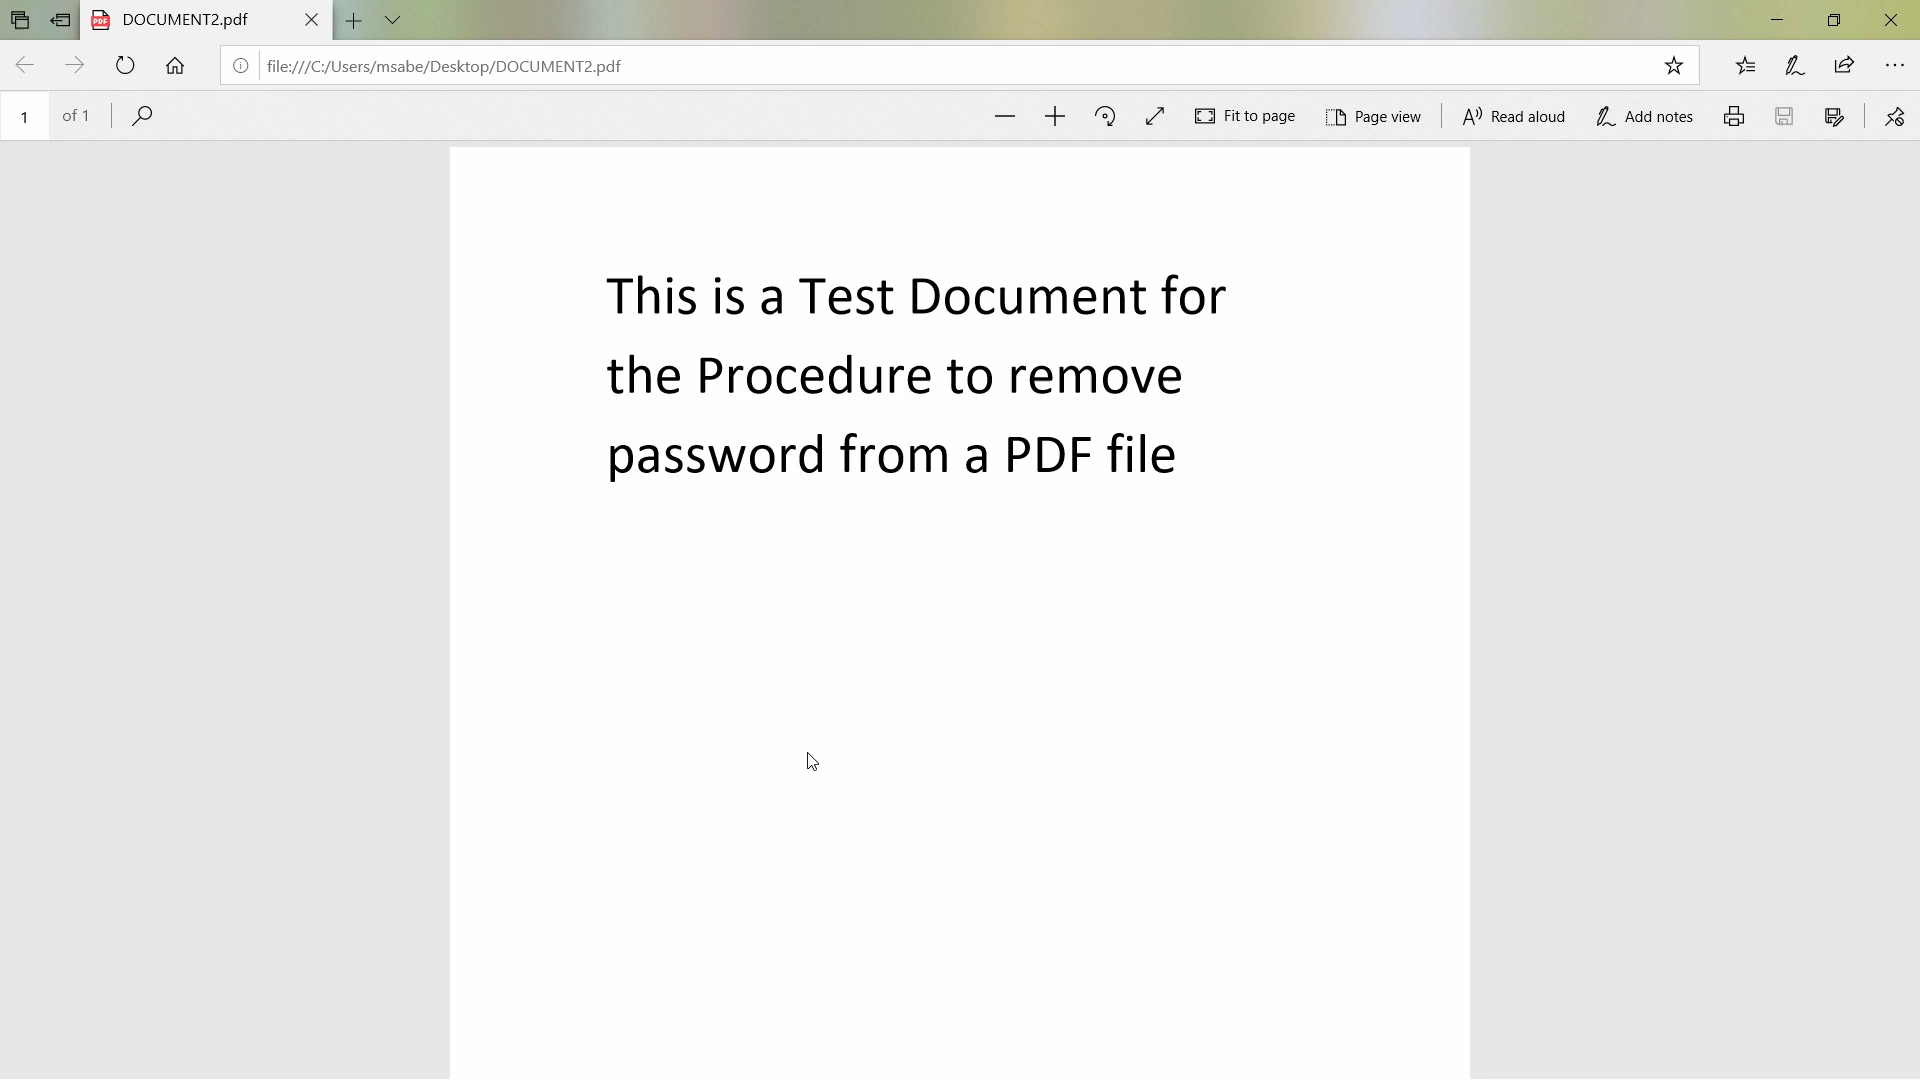 DOCUMENT2.pdf
file:///C:/Users/msabe/Desktop/DOCUMENT2.pdf
1 of 1 Fit to page Page view Read aloud Add notes
This is a Test Document for
the Procedure to remove
password from a PDF file